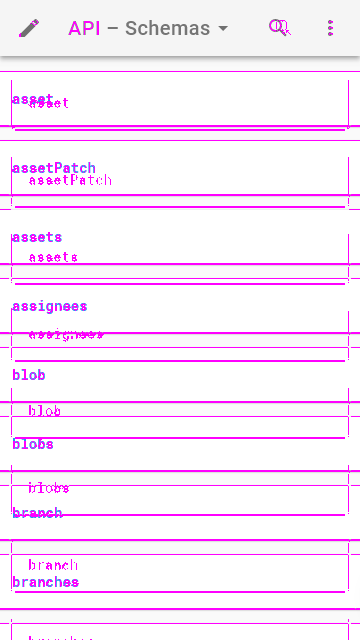 API – Schemas
asset
asset
assetPatch
assetPatch
assets
assets
assignees
assignees
blob
blob
blobs
blobs
branch
branch
branches
branches